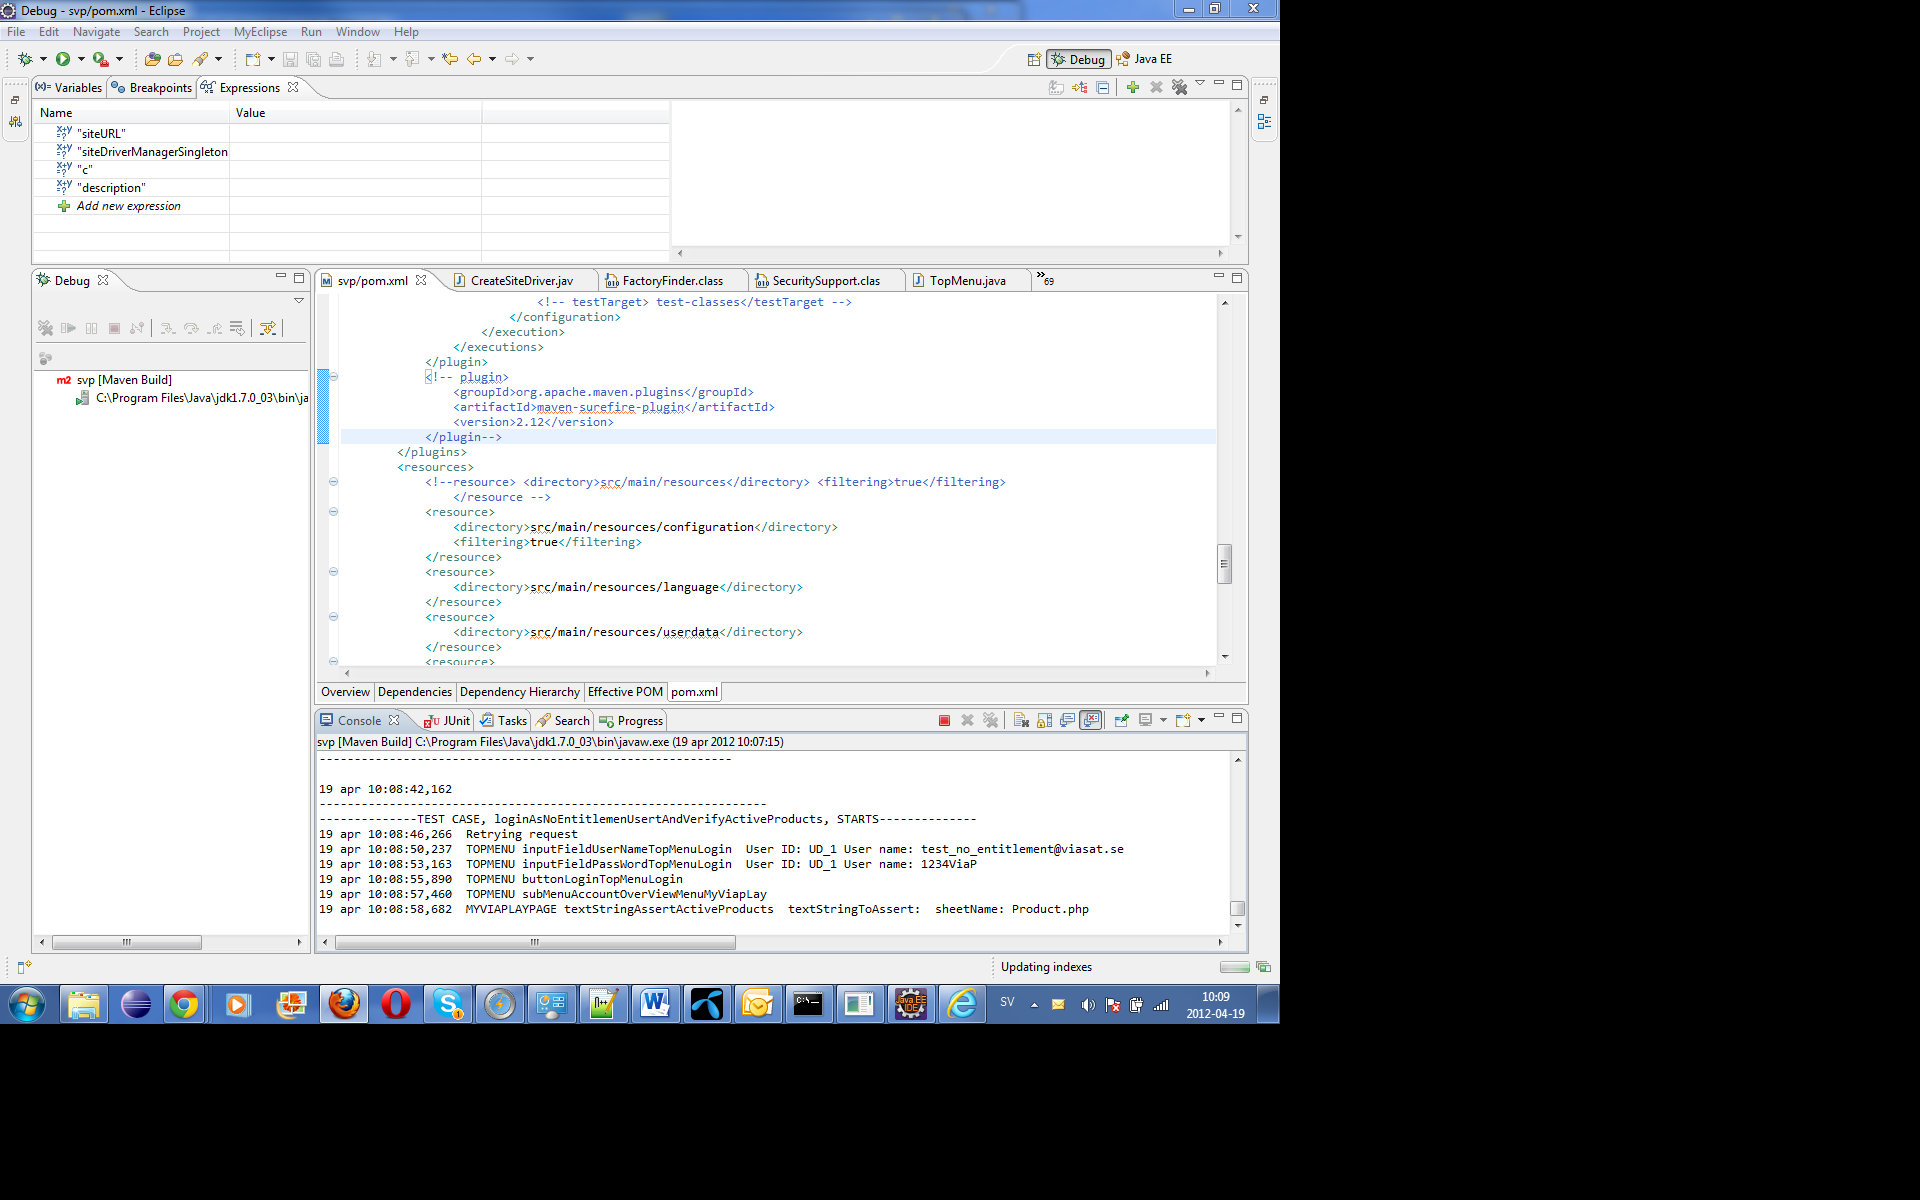 Debug - svp/pom.xml - Eclipse
File Edit Navigate Search Project MyEclipse Run Window Help
Debug Java EE
(x)= Variables Breakpoints Expressions
Name Value
"siteURL"
"siteDriverManagerSingleton
"c"
"description"
Add new expression
Debug
svp/pom.xml CreateSiteDriver.jav FactoryFinder.class SecuritySupport.clas TopMenu.java »69
m2 svp [Maven Build]
C:\Program Files\Java\jdk1.7.0_03\bin\ja
<!-- testTarget> test-classes</testTarget -->
</configuration>
</execution>
</executions>
</plugin>
<!-- plugin>
<groupId>org.apache.maven.plugins</groupId>
<artifactId>maven-surefire-plugin</artifactId>
<version>2.12</version>
</plugin-->
</plugins>
<resources>
<!--resource> <directory>src/main/resources</directory> <filtering>true</filtering>
</resource -->
<resource>
<directory>src/main/resources/configuration</directory>
<filtering>true</filtering>
</resource>
<resource>
<directory>src/main/resources/language</directory>
</resource>
<resource>
<directory>src/main/resources/userdata</directory>
</resource>
<resource>
Overview Dependencies Dependency Hierarchy Effective POM pom.xml
Console JUnit Tasks Search Progress
svp [Maven Build] C:\Program Files\Java\jdk1.7.0_03\bin\javaw.exe (19 apr 2012 10:07:15)
-----------------------------------------------------------
19 apr 10:08:42,162
----------------------------------------------------------------
--------------TEST CASE, loginAsNoEntitlemenUsertAndVerifyActiveProducts, STARTS--------------
19 apr 10:08:46,266 Retrying request
19 apr 10:08:50,237 TOPMENU inputFieldUserNameTopMenuLogin User ID: UD_1 User name: test_no_entitlement@viasat.se
19 apr 10:08:53,163 TOPMENU inputFieldPassWordTopMenuLogin User ID: UD_1 User name: 1234ViaP
19 apr 10:08:55,890 TOPMENU buttonLoginTopMenuLogin
19 apr 10:08:57,460 TOPMENU subMenuAccountOverViewMenuMyViapLay
19 apr 10:08:58,682 MYVIAPLAYPAGE textStringAssertActiveProducts textStringToAssert: sheetName: Product.php
Updating indexes
SV
10:09
2012-04-19